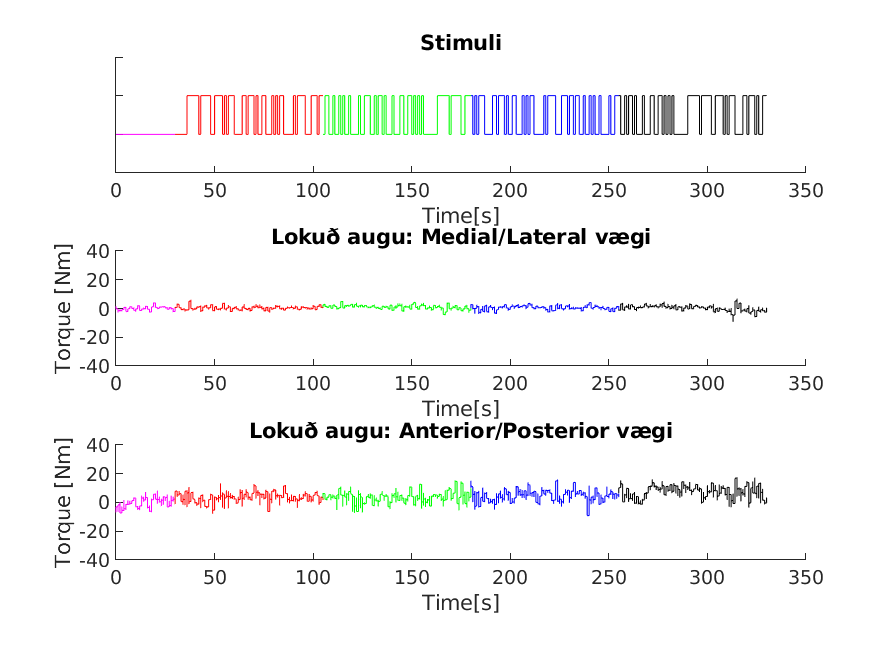 Stimuli
0 50 100 150 200 250 300 350
Time[s]
Lokuð augu: Medial/Lateral vægi
Torque [Nm]
40
20
0
-20
-40
0 50 100 150 200 250 300 350
Time[s]
Lokuð augu: Anterior/Posterior vægi
Torque [Nm]
40
20
0
-20
-40
0 50 100 150 200 250 300 350
Time[s]